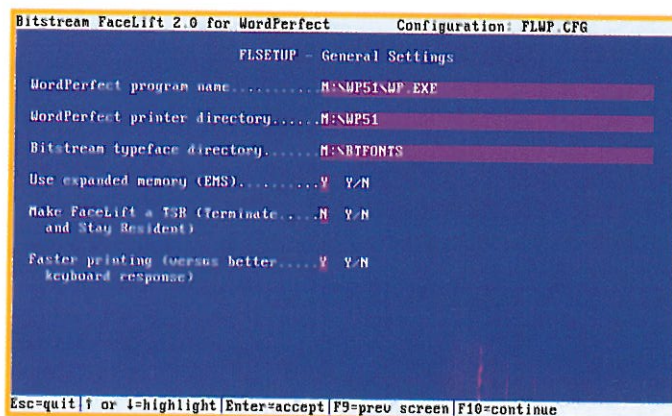 Bitstream FaceLift 2.0 for WordPerfect Configuration: FLWP.CFG
FLSETUP - General Settings
WordPerfect program name...........M:\WP51\WP.EXE
WordPerfect printer directory......M:\WP51
Bitstream typeface directory.......M:\BTFONTS
Use expanded memory (EMS)..........Y Y/N
Make FaceLift a TSR (Terminate.....N Y/N
and Stay Resident)
Faster printing (versus better.....Y Y/N
keyboard response)
Esc=quit|↑ or ↓=highlight|Enter=accept|F9=prev screen|F10=continue